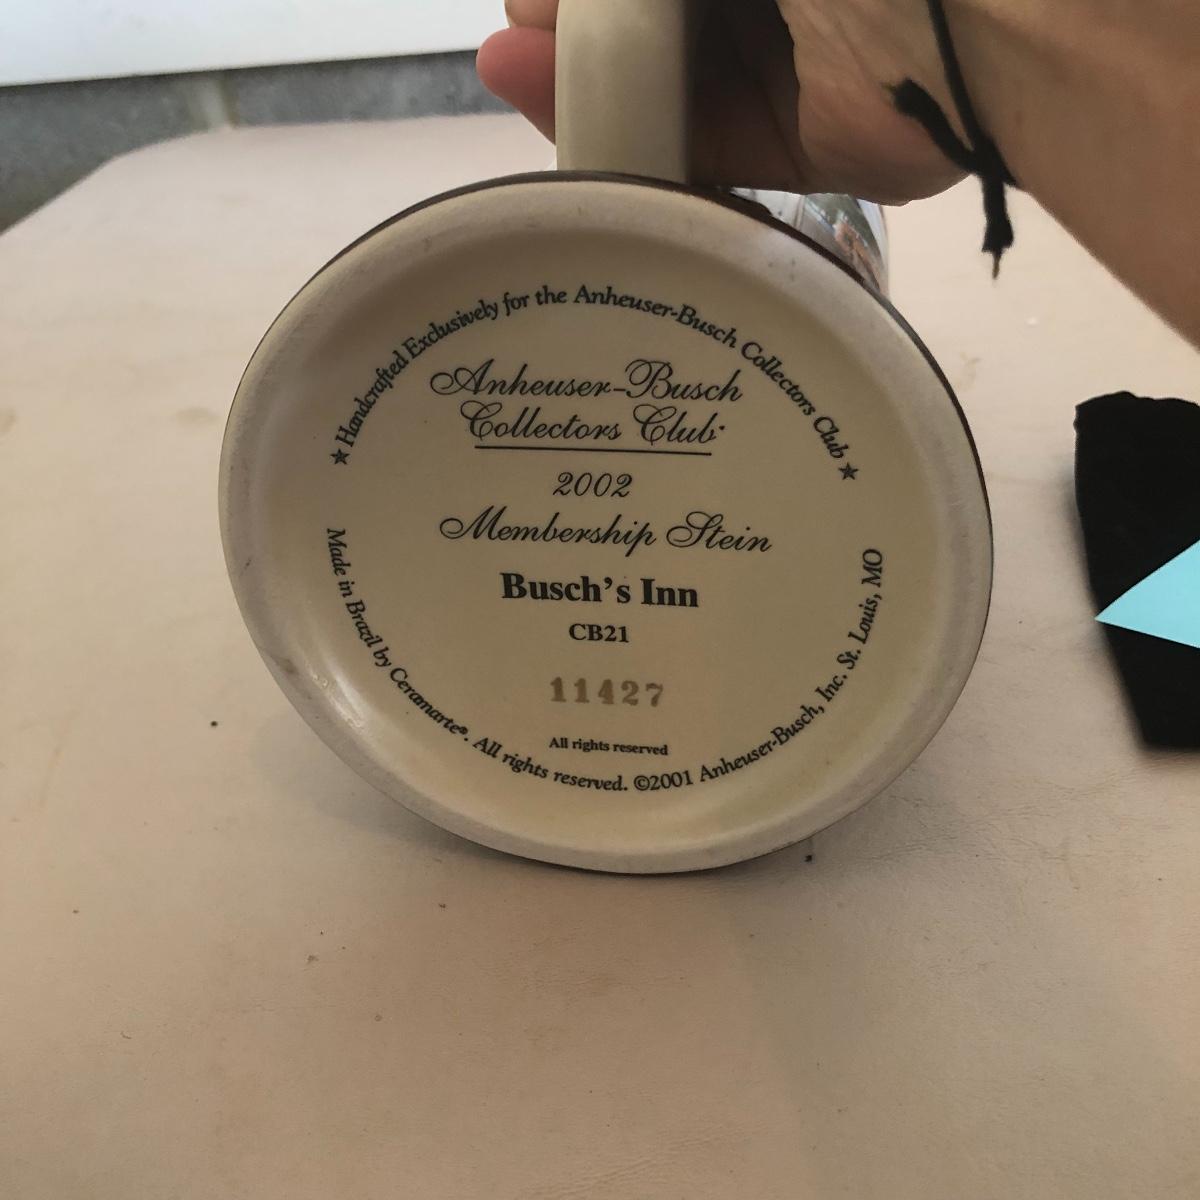 ★ Handcrafted Exclusively for the Anheuser-Busch Collectors Club ★
Anheuser-Busch
Collectors Club
2002
Membership Stein
Busch's Inn
CB21
11427
All rights reserved
Made in Brazil by Ceramarte®. All rights reserved. ©2001 Anheuser-Busch, Inc. St. Louis, MO